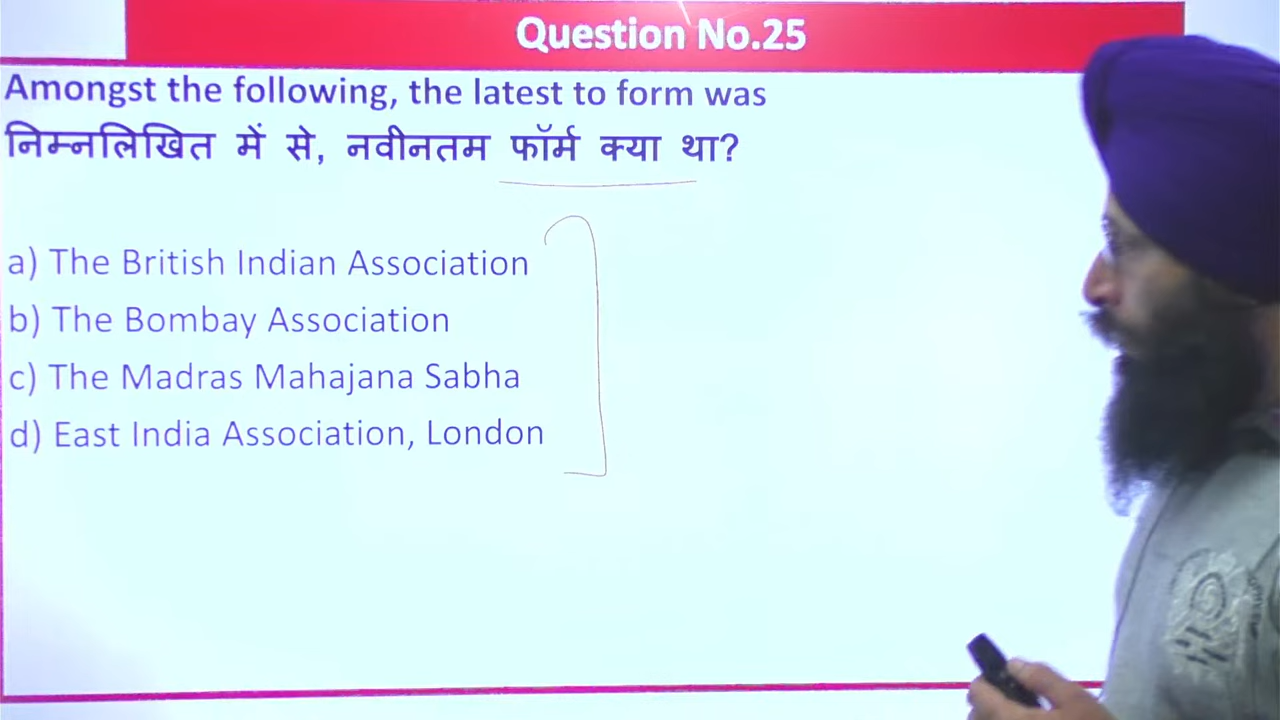 Question No.25
Amongst the following, the latest to form was
निम्नलिखित में से, नवीनतम फॉर्म क्या था?
a) The British Indian Association
b) The Bombay Association
c) The Madras Mahajana Sabha
d) East India Association, London